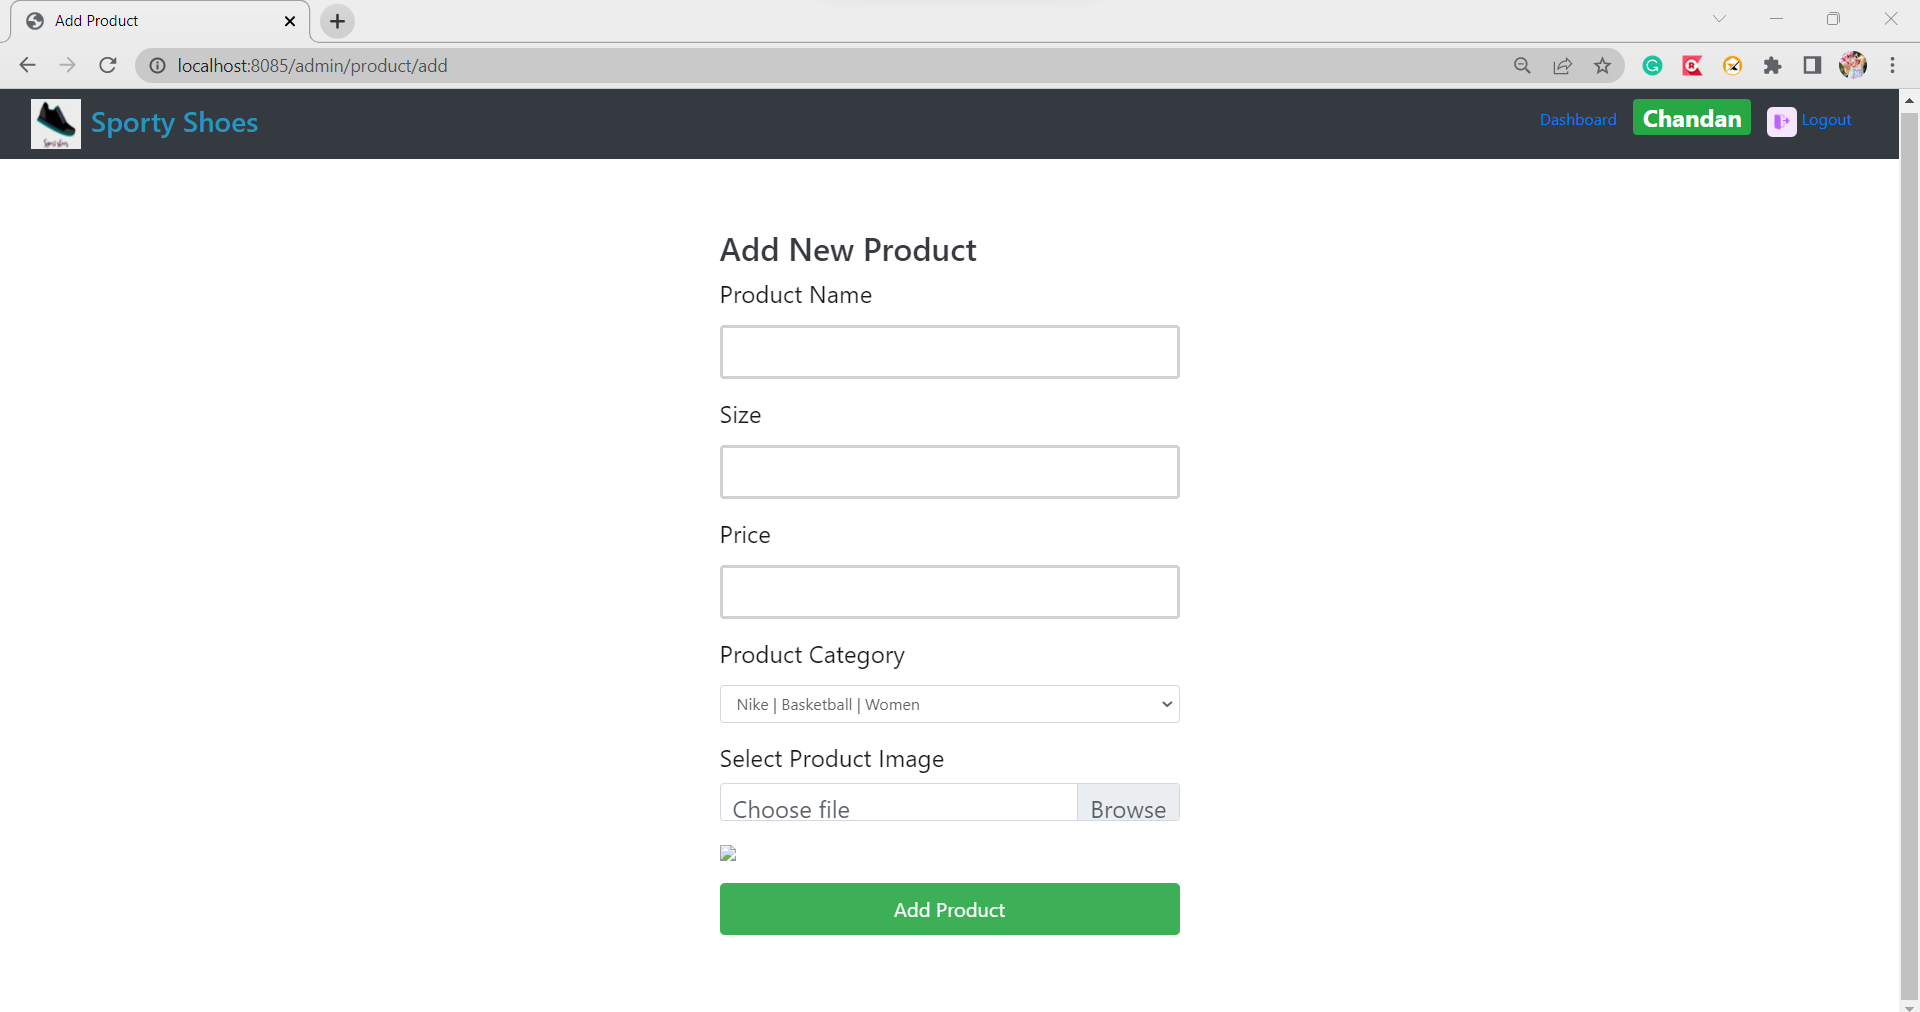 Add Product
localhost:8085/admin/product/add
Sporty Shoes
Dashboard
Chandan
Logout
Add New Product
Product Name
Size
Price
Product Category
Nike | Basketball | Women
Select Product Image
Choose file
Browse
Add Product